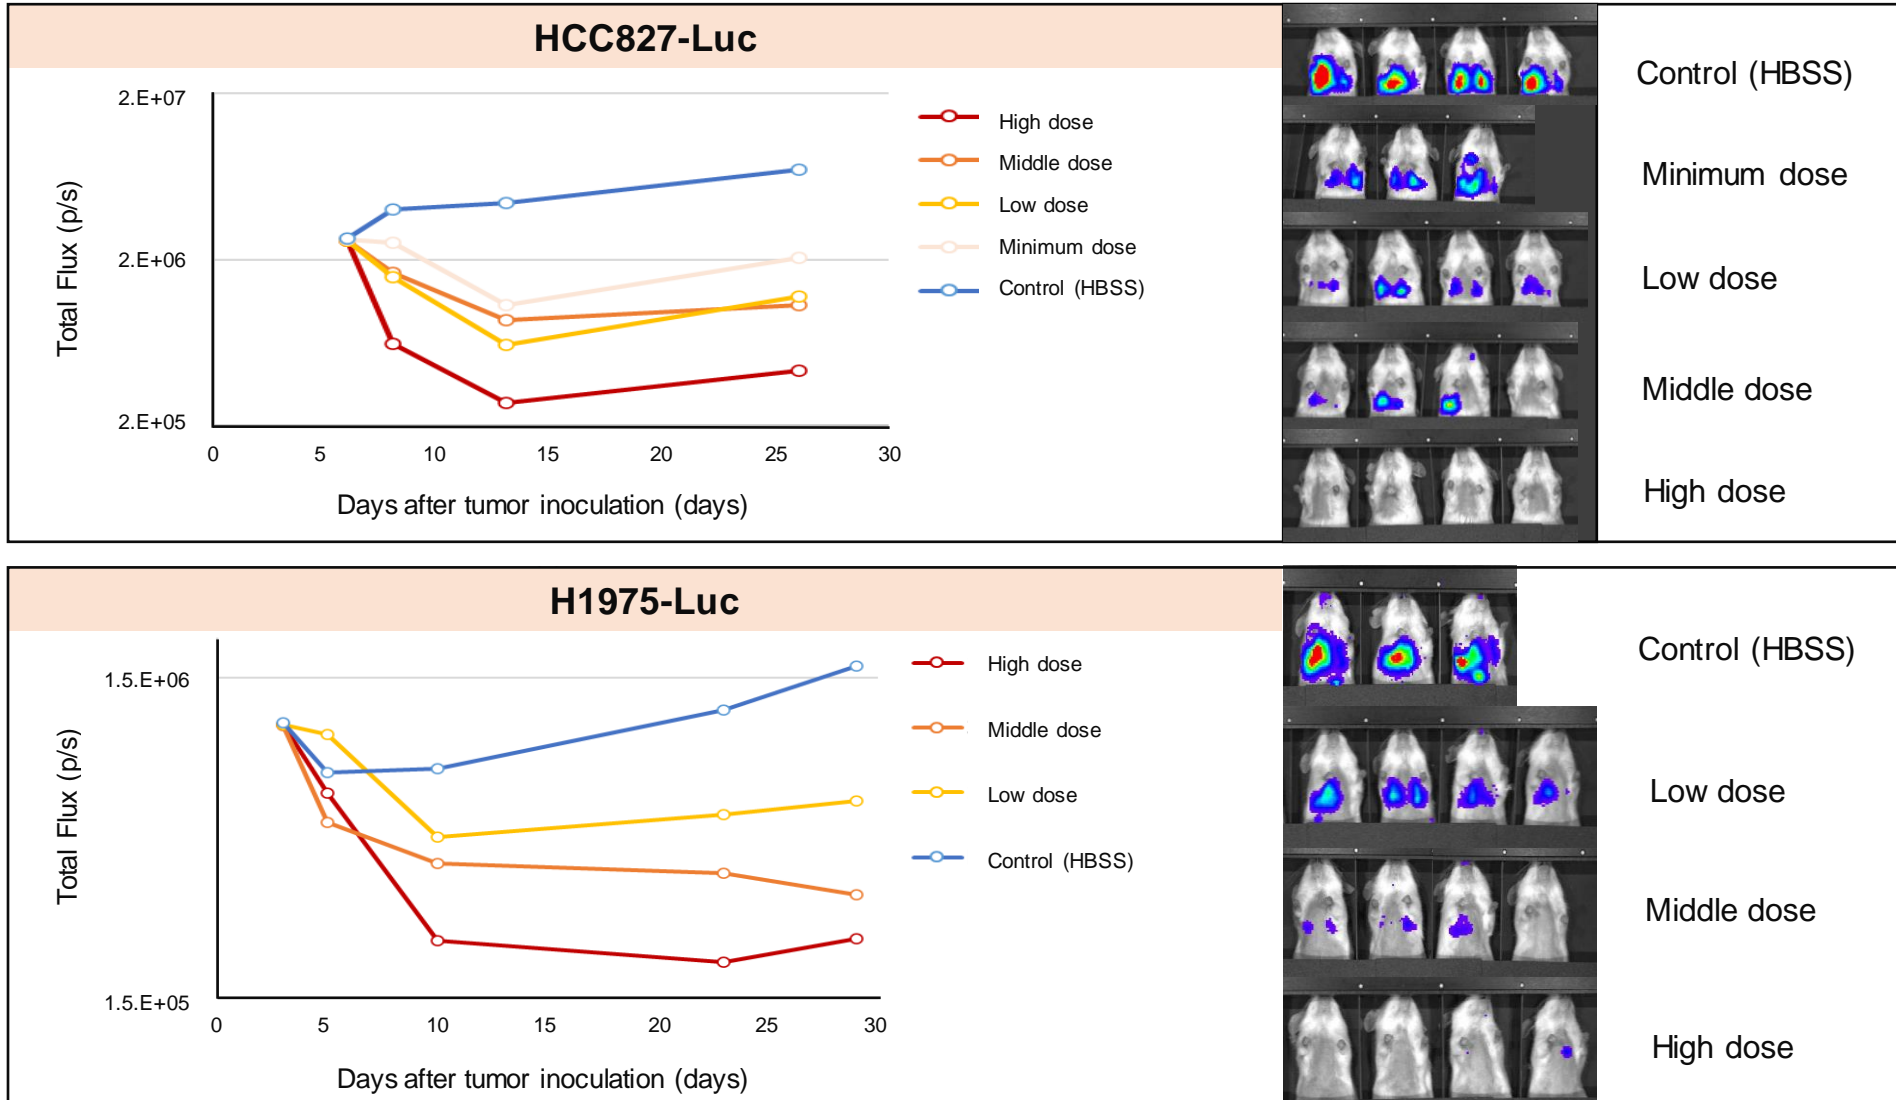 HCC827-Luc
2.E+07
2.E+06
2.E+05
Total Flux (p/s)
0 5 10 15 20 25 30
Days after tumor inoculation (days)
High dose
Middle dose
Low dose
Minimum dose
Control (HBSS)
Control (HBSS)
Minimum dose
Low dose
Middle dose
High dose
H1975-Luc
1.5.E+06
1.5.E+05
Total Flux (p/s)
0 5 10 15 20 25 30
Days after tumor inoculation (days)
High dose
Middle dose
Low dose
Control (HBSS)
Control (HBSS)
Low dose
Middle dose
High dose